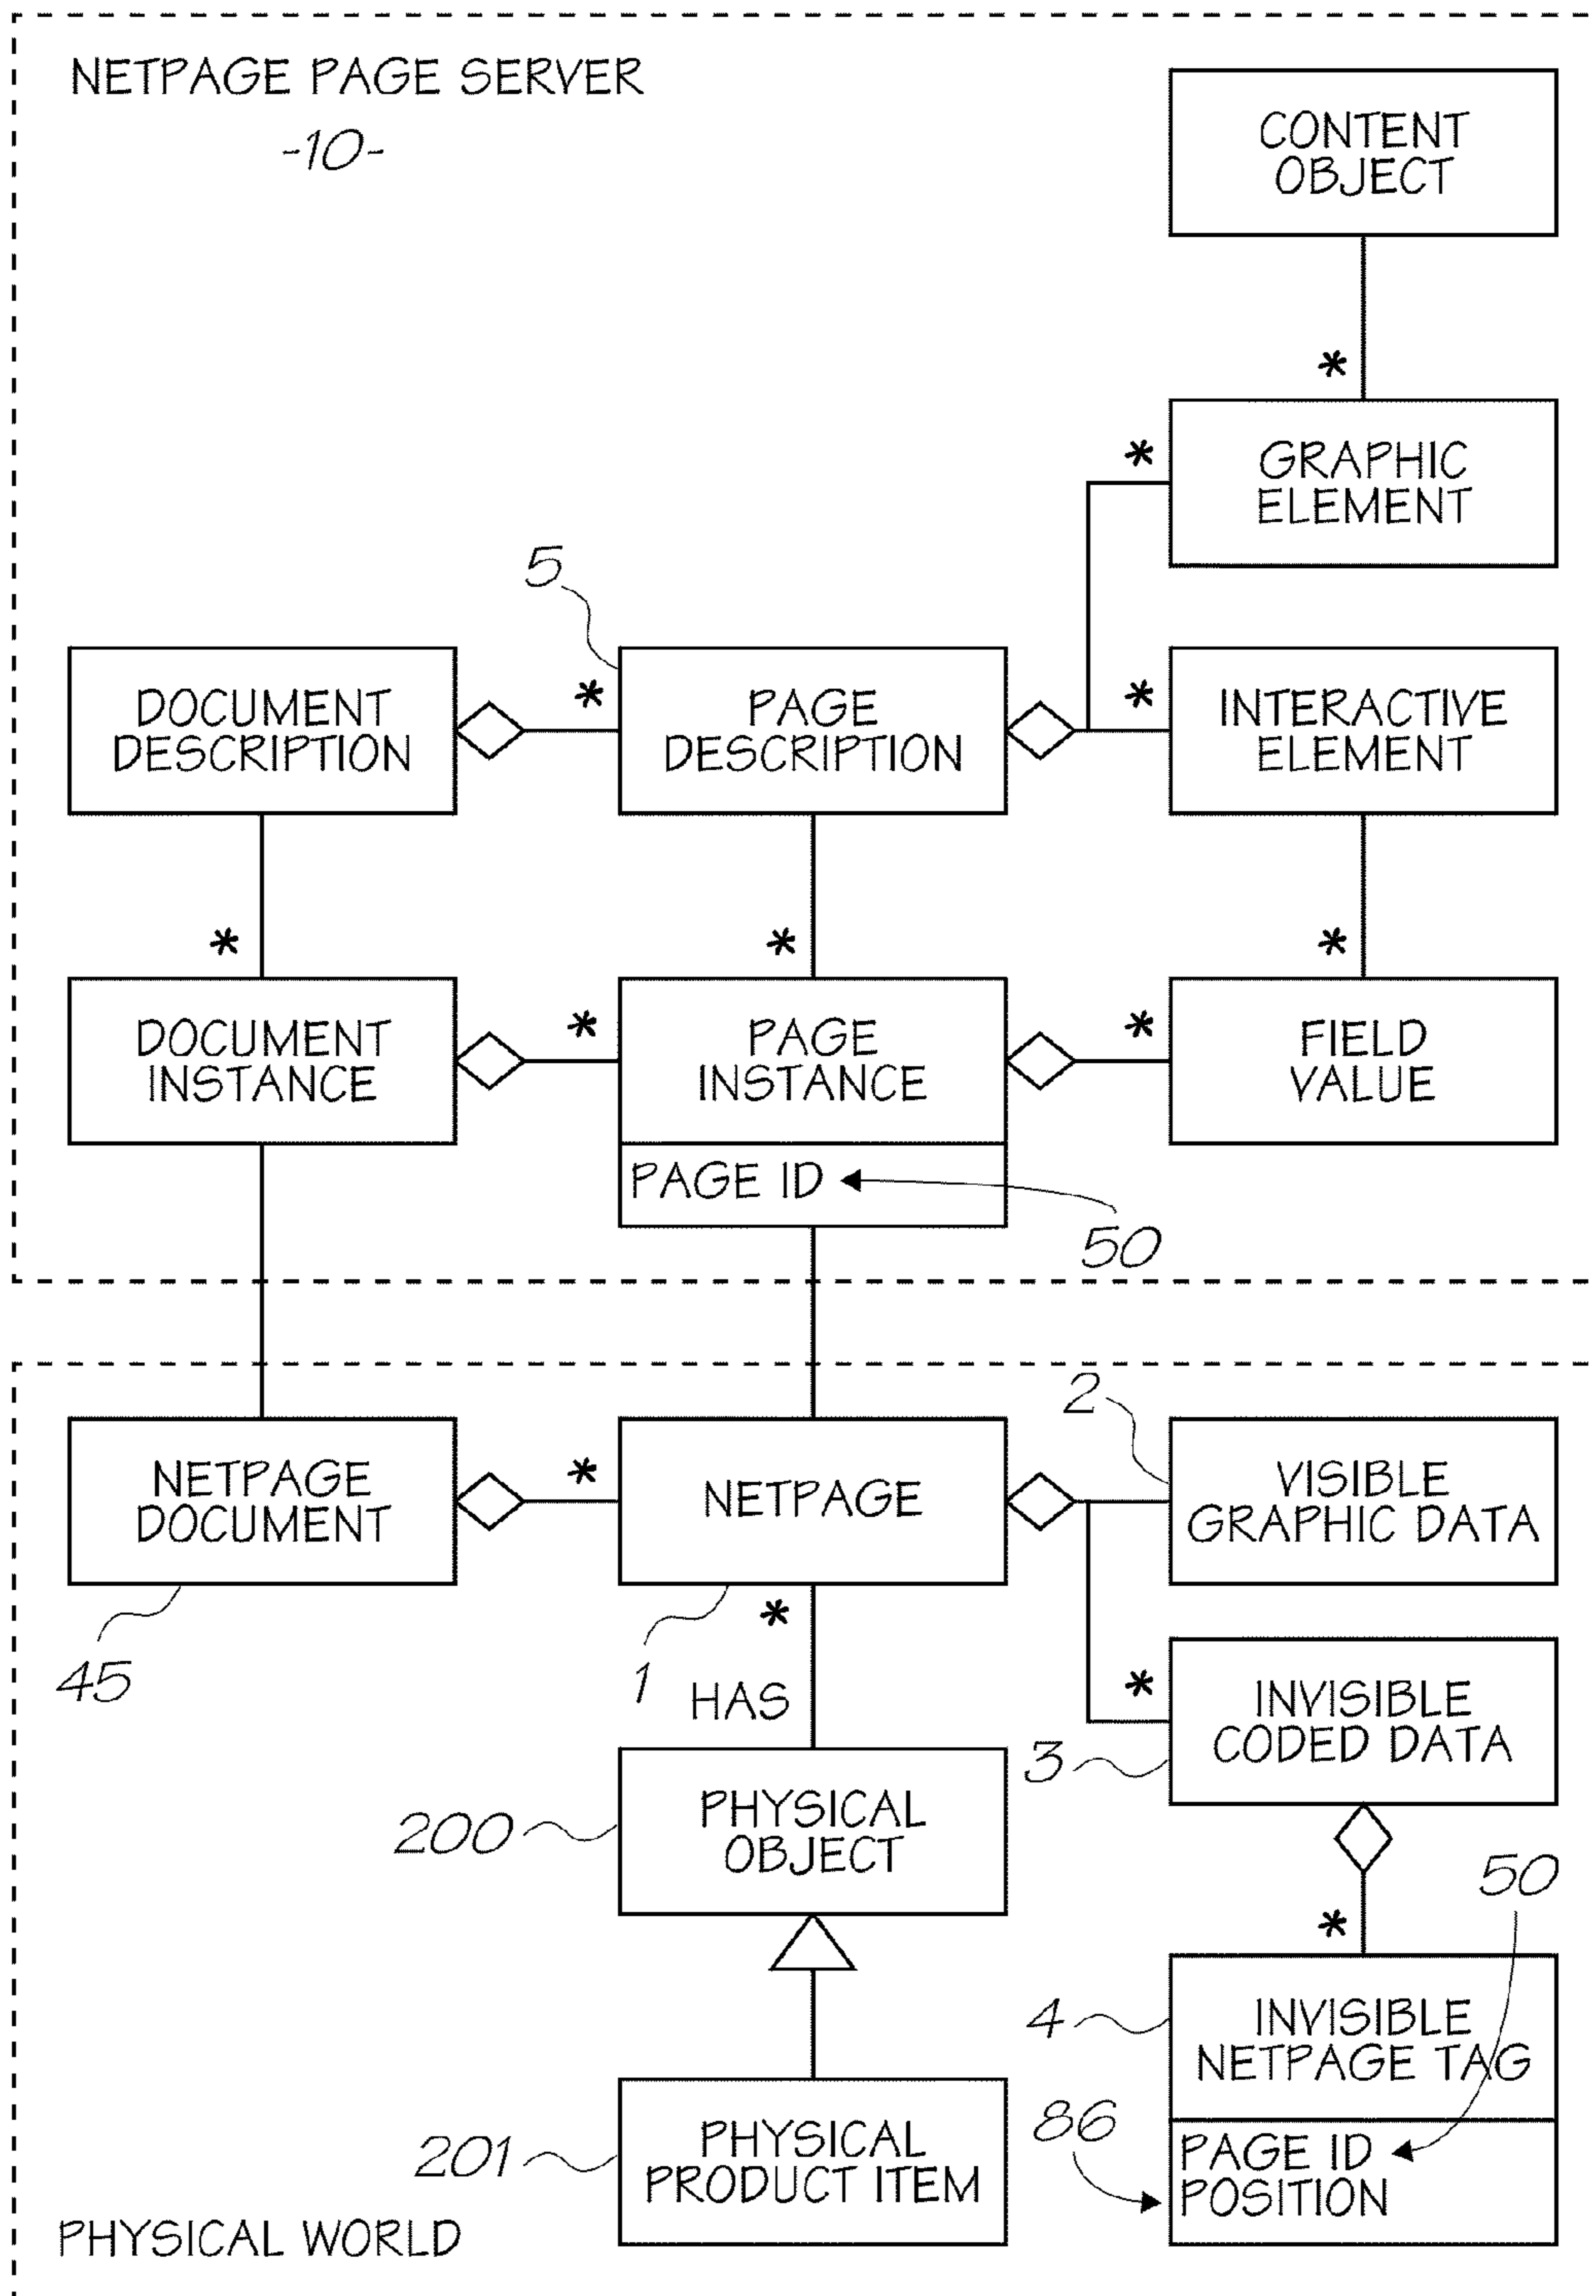 NETPAGE PAGE SERVER
-10-
CONTENT
OBJECT
*
*
GRAPHIC
ELEMENT
5
DOCUMENT
DESCRIPTION
*
PAGE
DESCRIPTION
*
INTERACTIVE
ELEMENT
*
*
*
DOCUMENT
INSTANCE
*
PAGE
INSTANCE
*
FIELD
VALUE
PAGE ID
50
NETPAGE
DOCUMENT
*
NETPAGE
2
VISIBLE
GRAPHIC DATA
45
*
1
HAS
*
INVISIBLE
CODED DATA
3
200
PHYSICAL
OBJECT
50
*
4
INVISIBLE
NETPAGE TAG
201
PHYSICAL
PRODUCT ITEM
86
PAGE ID
POSITION
PHYSICAL WORLD